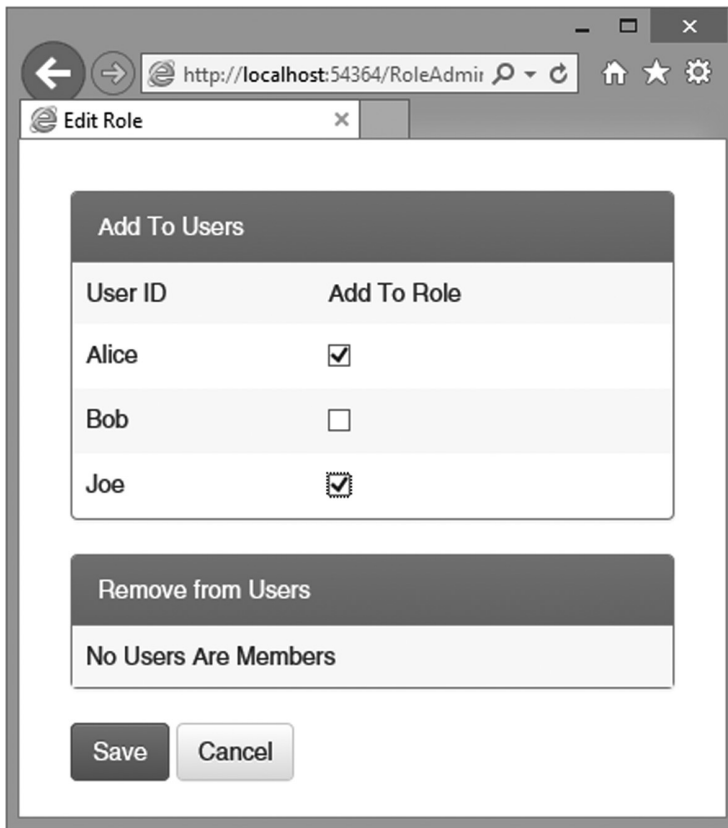 http://localhost:54364/RoleAdmir
Edit Role
Add To Users
User ID Add To Role
Alice
Bob
Joe
Remove from Users
No Users Are Members
Save Cancel